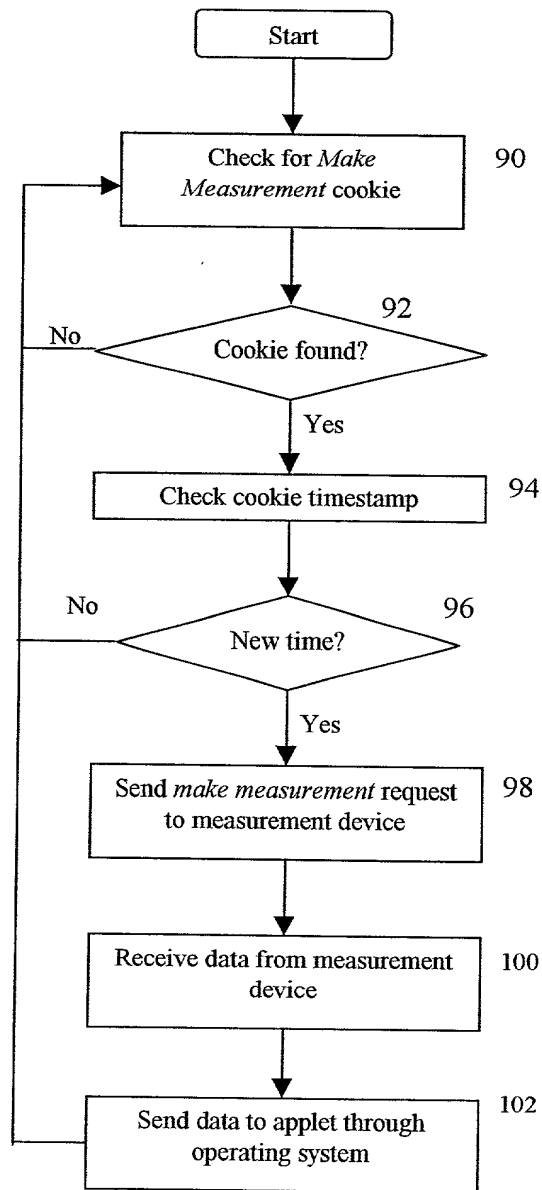 Start
Check for Make
Measurement cookie
90
92
No
Cookie found?
Yes
Check cookie timestamp
94
No
96
New time?
Yes
Send make measurement request
to measurement device
98
Receive data from measurement
device
100
Send data to applet through
operating system
102